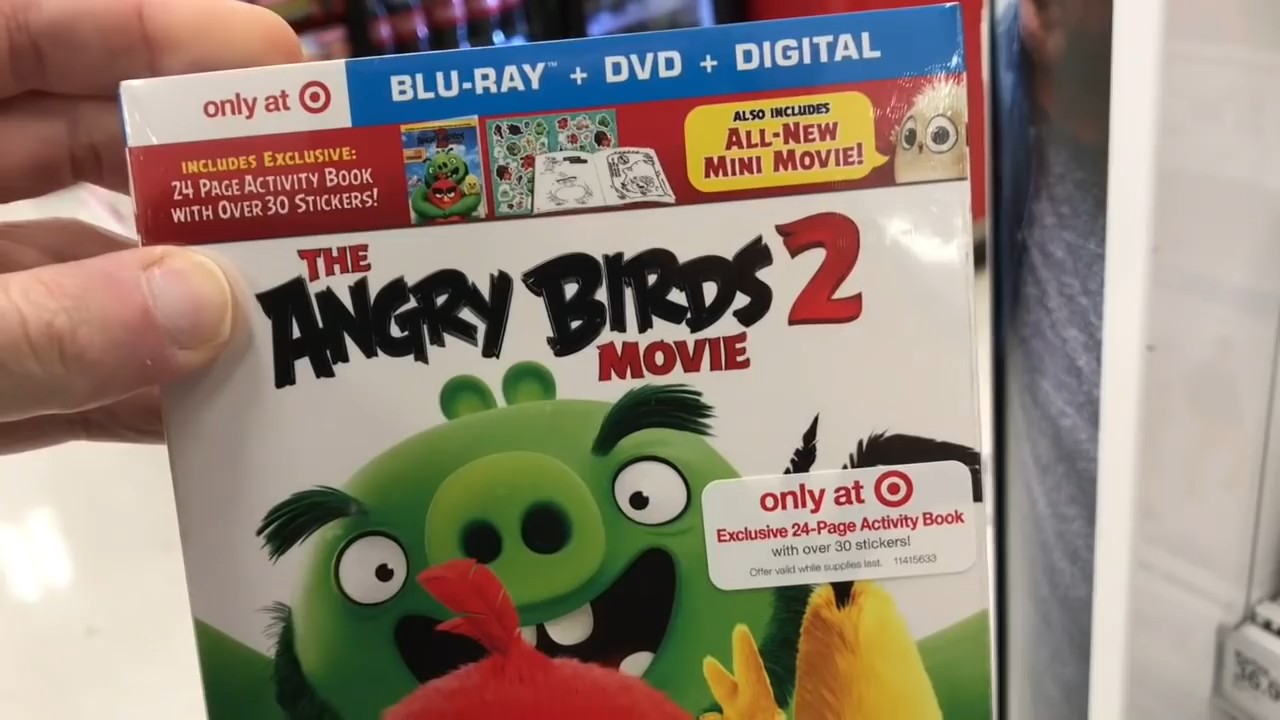 only at
BLU-RAY™ + DVD + DIGITAL
INCLUDES EXCLUSIVE:
24 PAGE ACTIVITY BOOK
WITH OVER 30 STICKERS!
ALSO INCLUDES
ALL-NEW
MINI MOVIE!
THE
ANGRY BIRDS 2
MOVIE
only at
Exclusive 24-Page Activity Book
with over 30 stickers!
Offer valid while supplies last. 11415633